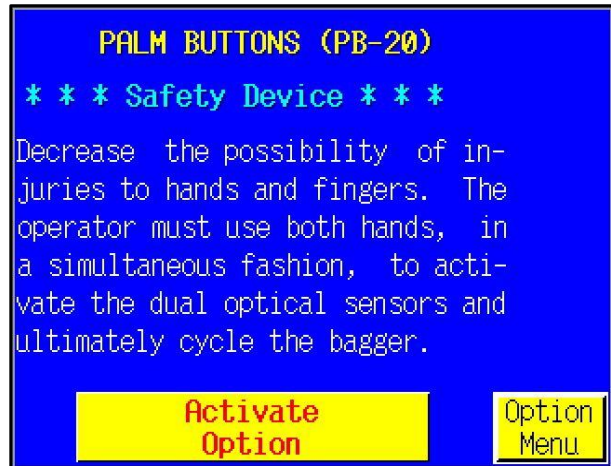 PALM BUTTONS (PB-20)
* * * Safety Device * * *
Decrease the possibility of in-
juries to hands and fingers. The
operator must use both hands, in
a simultaneous fashion, to acti-
vate the dual optical sensors and
ultimately cycle the bagger.
Activate
Option
Option
Menu